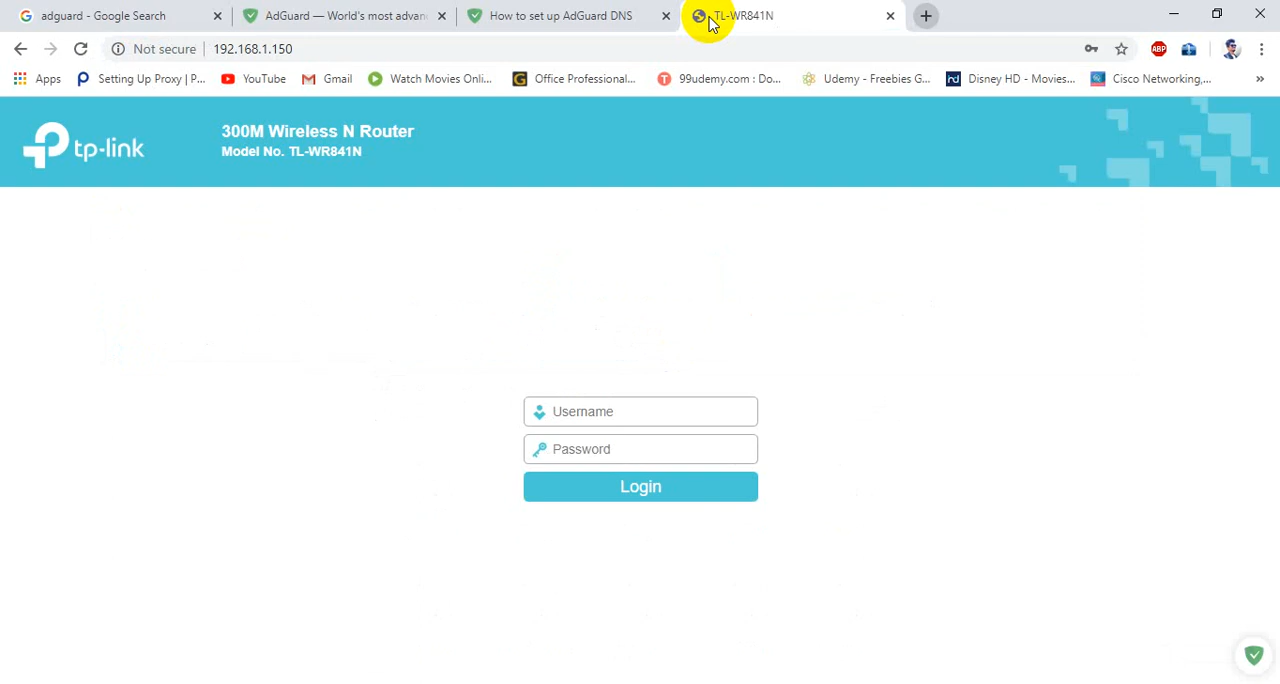 adguard - Google Search
AdGuard — World's most advan
How to set up AdGuard DNS
TL-WR841N
Not secure
192.168.1.150
ABP
Apps
Setting Up Proxy | P...
YouTube
Gmail
Watch Movies Onli...
Office Professional...
99udemy.com : Do...
Udemy - Freebies G...
Disney HD - Movies...
Cisco Networking,...
»
tp-link
300M Wireless N Router
Model No. TL-WR841N
Username
Password
Login